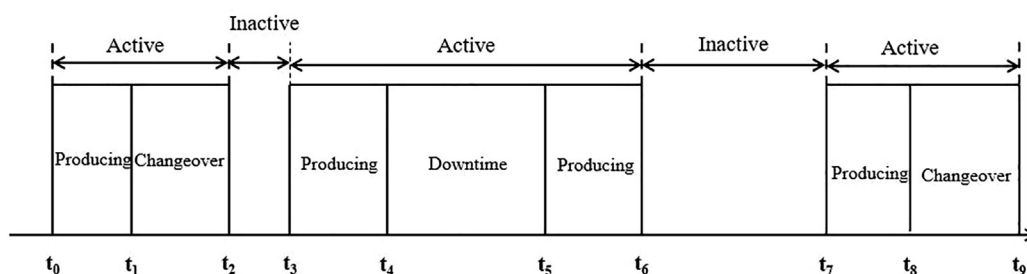 Inactive
Active Active Inactive Active
Producing Changeover Producing Downtime Producing Producing Changeover
t0 t1 t2 t3 t4 t5 t6 t7 t8 t9